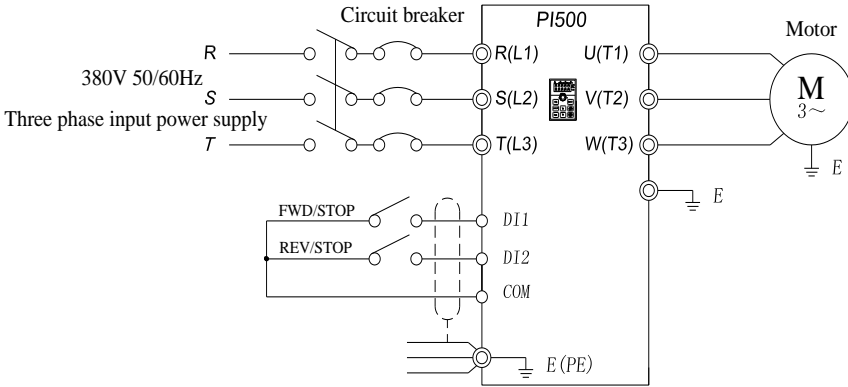 Circuit breaker
PI500
Motor
R
R(L1)
U(T1)
380V 50/60Hz
S
S(L2)
V(T2)
M
3~
Three phase input power supply
T
T(L3)
W(T3)
E
E
FWD/STOP
DI1
REV/STOP
DI2
COM
E(PE)